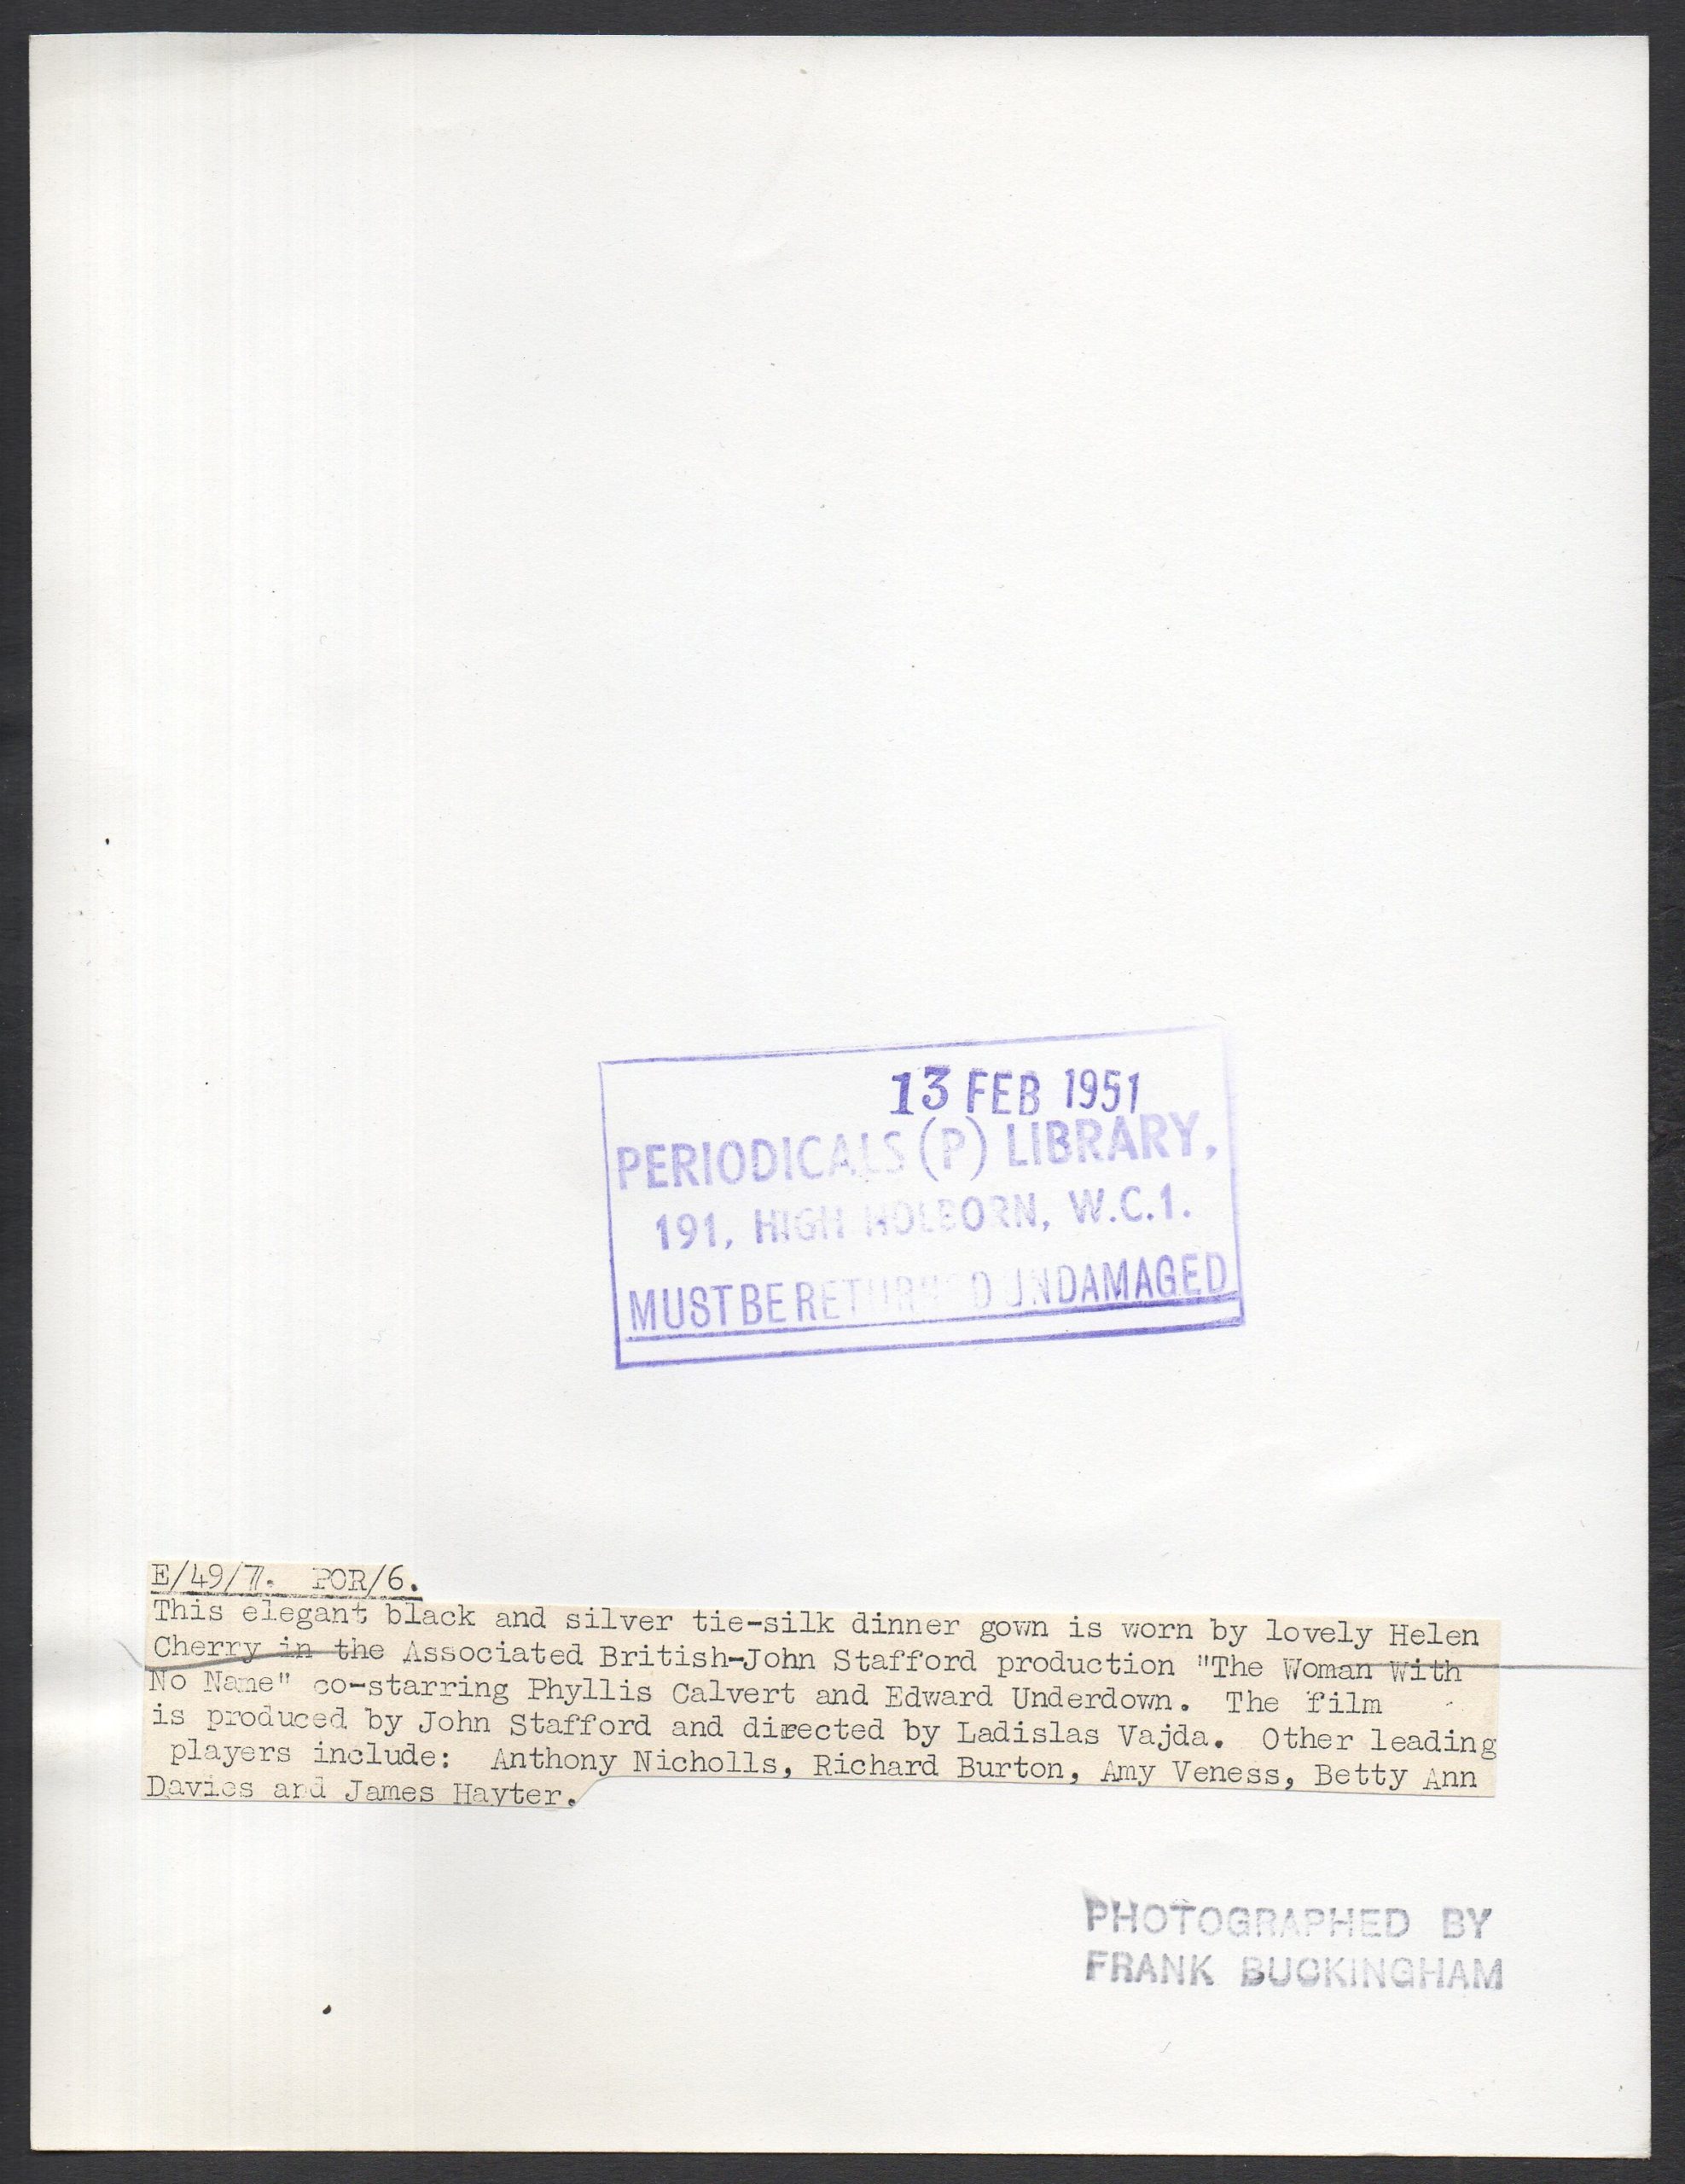 13 FEB 1951
PERIODICALS (P) LIBRARY,
191, HIGH HOLBORN, W.C.1.
MUST BE RETURNED UNDAMAGED
E/49/7. POR/6.
This elegant black and silver tie-silk dinner gown is worn by lovely Helen
Cherry in the Associated British-John Stafford production "The Woman With
No Name" co-starring Phyllis Calvert and Edward Underdown. The film
is produced by John Stafford and directed by Ladislas Vajda. Other leading
players include: Anthony Nicholls, Richard Burton, Amy Veness, Betty Ann
Davies and James Hayter.
PHOTOGRAPHED BY
FRANK BUCKINGHAM